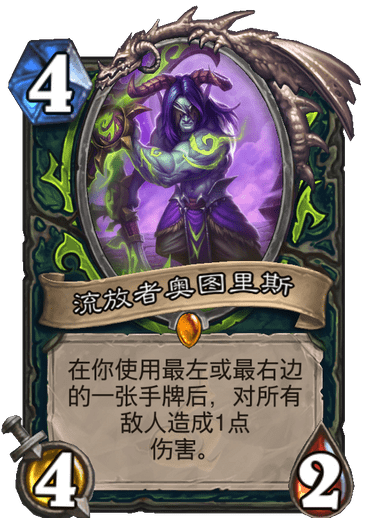 4
流放者奥图里斯
在你使用最左或最右边
的一张手牌后，对所有
敌人造成1点
伤害。
4
2